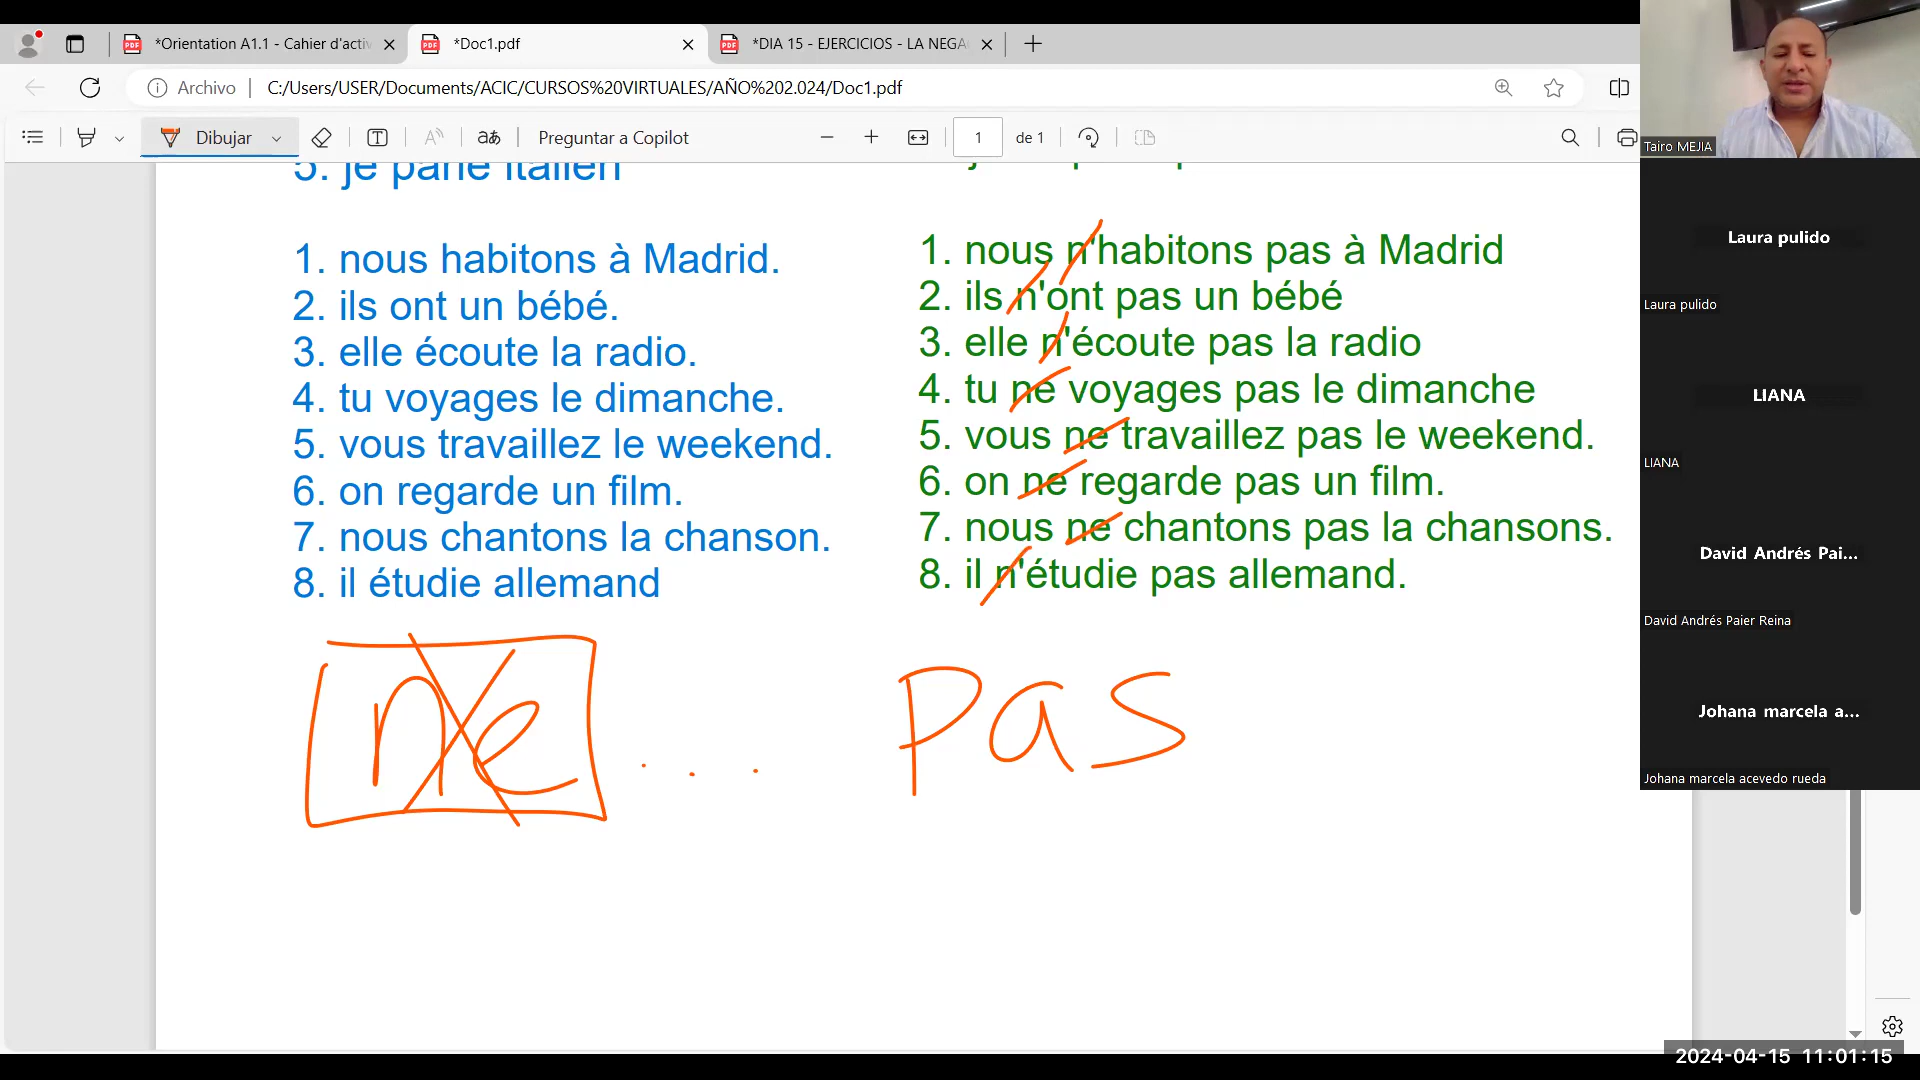 *Orientation A1.1 - Cahier d'activ
*Doc1.pdf
*DIA 15 - EJERCICIOS - LA NEGA
Archivo
C:/Users/USER/Documents/ACIC/CURSOS%20VIRTUALES/AÑO%202.024/Doc1.pdf
Dibujar
Preguntar a Copilot
1
de 1
5. je parle italien
1. nous habitons à Madrid.
2. ils ont un bébé.
3. elle écoute la radio.
4. tu voyages le dimanche.
5. vous travaillez le weekend.
6. on regarde un film.
7. nous chantons la chanson.
8. il étudie allemand
1. nous n'habitons pas à Madrid
2. ils n'ont pas un bébé
3. elle n'écoute pas la radio
4. tu ne voyages pas le dimanche
5. vous ne travaillez pas le weekend.
6. on ne regarde pas un film.
7. nous ne chantons pas la chansons.
8. il n'étudie pas allemand.
ne ... pas
Tairo MEJIA
Laura pulido
Laura pulido
LIANA
LIANA
David Andrés Pai...
David Andrés Paier Reina
Johana marcela a...
Johana marcela acevedo rueda
2024-04-15 11:01:15